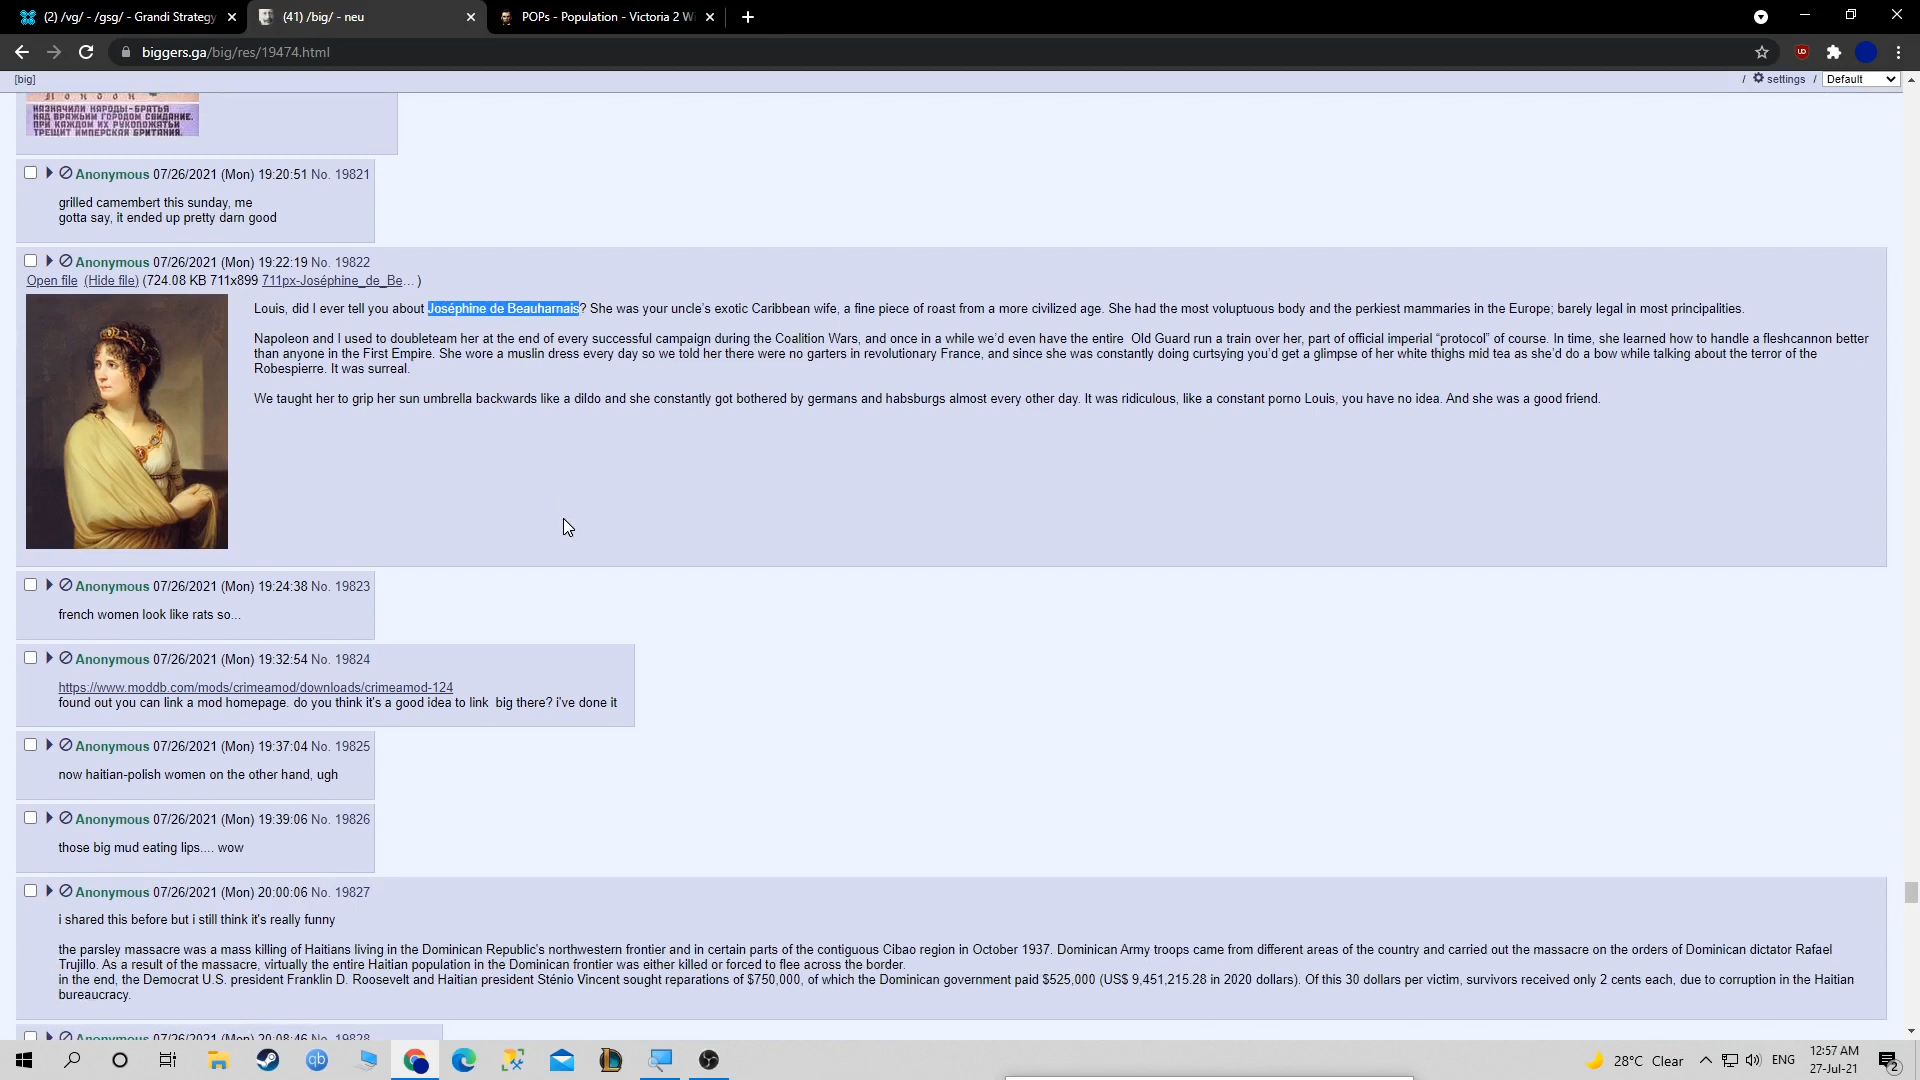 (2) /vg/ - /gsg/ - Grandi Strategy
(41) /big/ - neu
POPs - Population - Victoria 2 Wi
biggers.ga/big/res/19474.html
[big]
/ settings / Default
НАЗНАЧИЛИ НАРОДЫ-БРАТЬЯ
НАД ВРАЖЬИМ ГОРОДОМ СВИДАНИЕ.
ПРИ КАЖДОМ ИХ РУКОПОЖАТЬИ
ТРЕЩИТ ИМПЕРСКАЯ БРИТАНИЯ.
Anonymous 07/26/2021 (Mon) 19:20:51 No. 19821
grilled camembert this sunday, me
gotta say, it ended up pretty darn good
Anonymous 07/26/2021 (Mon) 19:22:19 No. 19822
Open file (Hide file) (724.08 KB 711x899 711px-Joséphine_de_Be... )
Louis, did I ever tell you about Joséphine de Beauharnais? She was your uncle's exotic Caribbean wife, a fine piece of roast from a more civilized age. She had the most voluptuous body and the perkiest mammaries in the Europe; barely legal in most principalities.
Napoleon and I used to doubleteam her at the end of every successful campaign during the Coalition Wars, and once in a while we'd even have the entire Old Guard run a train over her, part of official imperial “protocol” of course. In time, she learned how to handle a fleshcannon better
than anyone in the First Empire. She wore a muslin dress every day so we told her there were no garters in revolutionary France, and since she was constantly doing curtsying you'd get a glimpse of her white thighs mid tea as she'd do a bow while talking about the terror of the
Robespierre. It was surreal.
We taught her to grip her sun umbrella backwards like a dildo and she constantly got bothered by germans and habsburgs almost every other day. It was ridiculous, like a constant porno Louis, you have no idea. And she was a good friend.
Anonymous 07/26/2021 (Mon) 19:24:38 No. 19823
french women look like rats so...
Anonymous 07/26/2021 (Mon) 19:32:54 No. 19824
https://www.moddb.com/mods/crimeamod/downloads/crimeamod-124
found out you can link a mod homepage. do you think it's a good idea to link big there? i've done it
Anonymous 07/26/2021 (Mon) 19:37:04 No. 19825
now haitian-polish women on the other hand, ugh
Anonymous 07/26/2021 (Mon) 19:39:06 No. 19826
those big mud eating lips.... wow
Anonymous 07/26/2021 (Mon) 20:00:06 No. 19827
i shared this before but i still think it's really funny
the parsley massacre was a mass killing of Haitians living in the Dominican Republic's northwestern frontier and in certain parts of the contiguous Cibao region in October 1937. Dominican Army troops came from different areas of the country and carried out the massacre on the orders of Dominican dictator Rafael
Trujillo. As a result of the massacre, virtually the entire Haitian population in the Dominican frontier was either killed or forced to flee across the border.
in the end, the Democrat U.S. president Franklin D. Roosevelt and Haitian president Sténio Vincent sought reparations of $750,000, of which the Dominican government paid $525,000 (US$ 9,451,215.28 in 2020 dollars). Of this 30 dollars per victim, survivors received only 2 cents each, due to corruption in the Haitian
bureaucracy.
Anonymous 07/26/2021 (Mon) 20:08:46 No. 19828
28°C Clear
ENG
12:57 AM
27-Jul-21
2